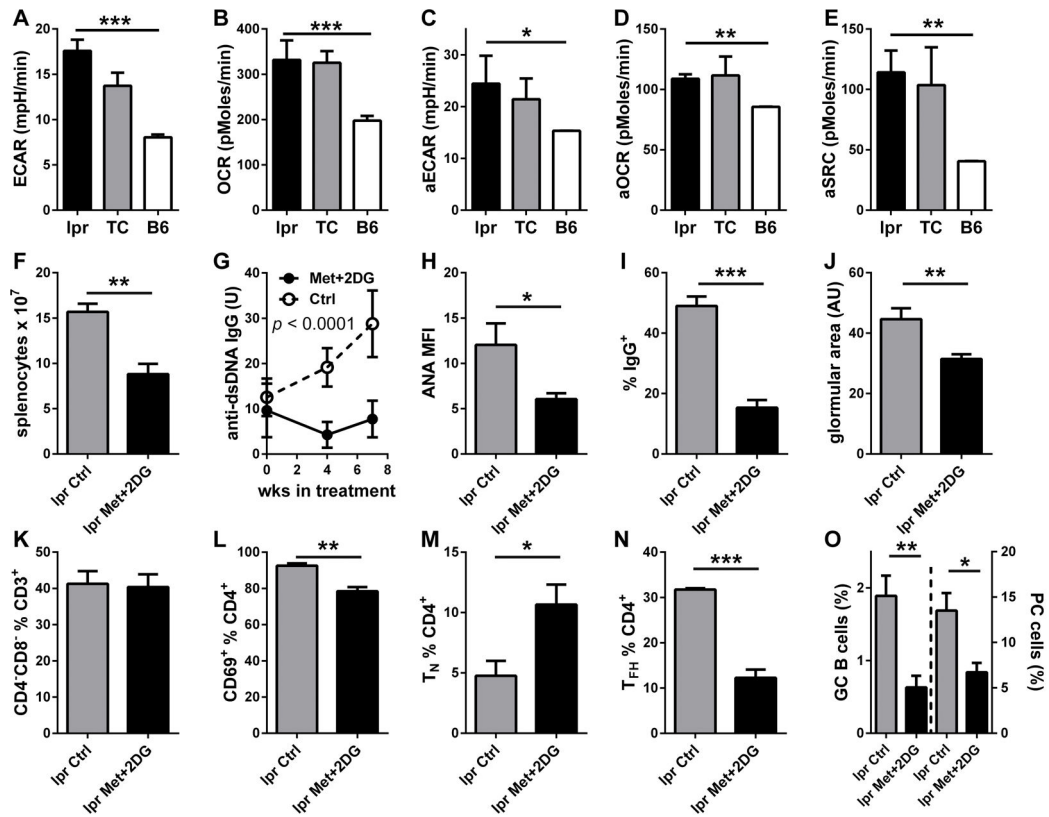 A
ECAR (mpH/min)
20
15
10
5
0
***
lpr TC B6
B
OCR (pMoles/min)
400
300
200
100
0
***
lpr TC B6
C
aECAR (mpH/min)
30
20
10
0
*
lpr TC B6
D
aOCR (pMoles/min)
150
100
50
0
**
lpr TC B6
E
aSRC (pMoles/min)
150
100
50
0
**
lpr TC B6
F
splenocytes x 10⁷
20
15
10
5
0
**
lpr Ctrl
lpr Met+2DG
G
anti-dsDNA IgG (U)
40
30
20
10
0
Met+2DG
Ctrl
p < 0.0001
0 2 4 6 8
wks in treatment
H
ANA MFI
20
15
10
5
0
*
lpr Ctrl
lpr Met+2DG
I
% IgG⁺
60
40
20
0
***
lpr Ctrl
lpr Met+2DG
J
glormular area (AU)
60
40
20
0
**
lpr Ctrl
lpr Met+2DG
K
CD4⁻CD8⁻ % CD3⁺
50
40
30
20
10
0
lpr Ctrl
lpr Met+2DG
L
CD69⁺ % CD4⁺
100
80
60
40
20
0
**
lpr Ctrl
lpr Met+2DG
M
T_N % CD4⁺
15
10
5
0
*
lpr Ctrl
lpr Met+2DG
N
T_FH % CD4⁺
40
30
20
10
0
***
lpr Ctrl
lpr Met+2DG
O
GC B cells (%)
2
1
0
**
*
20
15
10
5
0
PC cells (%)
lpr Ctrl
lpr Met+2DG
lpr Ctrl
lpr Met+2DG